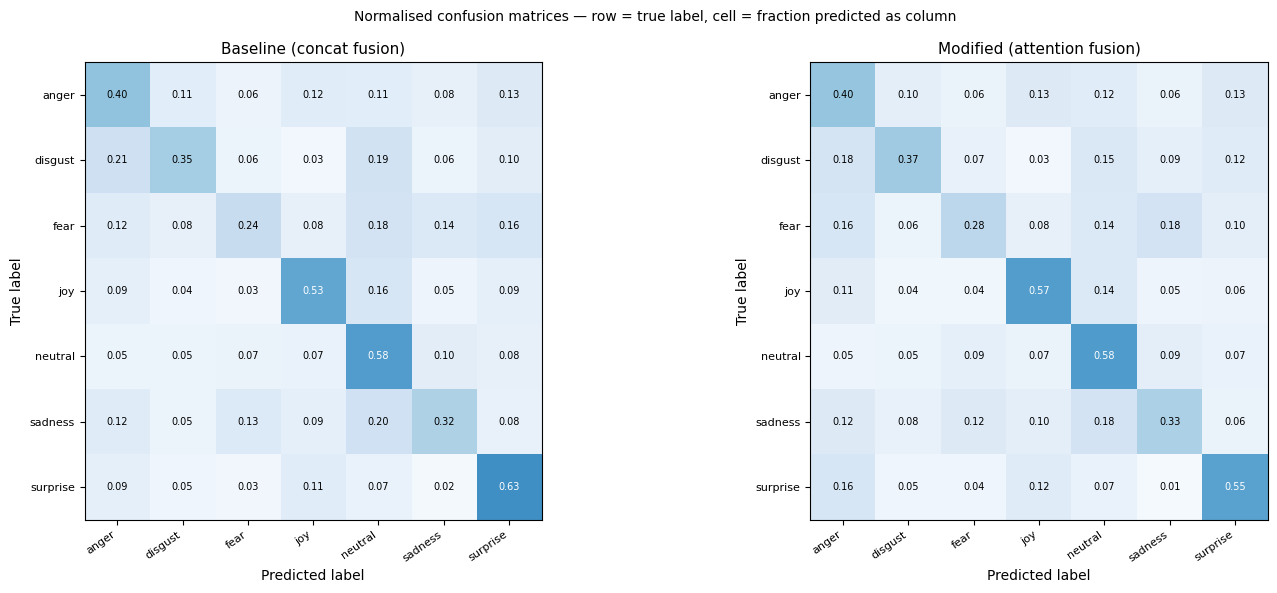 Normalised confusion matrices — row = true label, cell = fraction predicted as column
Baseline (concat fusion)
True label
anger 0.40 0.11 0.06 0.12 0.11 0.08 0.13
disgust 0.21 0.35 0.06 0.03 0.19 0.06 0.10
fear 0.12 0.08 0.24 0.08 0.18 0.14 0.16
joy 0.09 0.04 0.03 0.53 0.16 0.05 0.09
neutral 0.05 0.05 0.07 0.07 0.58 0.10 0.08
sadness 0.12 0.05 0.13 0.09 0.20 0.32 0.08
surprise 0.09 0.05 0.03 0.11 0.07 0.02 0.63
anger disgust fear joy neutral sadness surprise
Predicted label
Modified (attention fusion)
True label
anger 0.40 0.10 0.06 0.13 0.12 0.06 0.13
disgust 0.18 0.37 0.07 0.03 0.15 0.09 0.12
fear 0.16 0.06 0.28 0.08 0.14 0.18 0.10
joy 0.11 0.04 0.04 0.57 0.14 0.05 0.06
neutral 0.05 0.05 0.09 0.07 0.58 0.09 0.07
sadness 0.12 0.08 0.12 0.10 0.18 0.33 0.06
surprise 0.16 0.05 0.04 0.12 0.07 0.01 0.55
anger disgust fear joy neutral sadness surprise
Predicted label